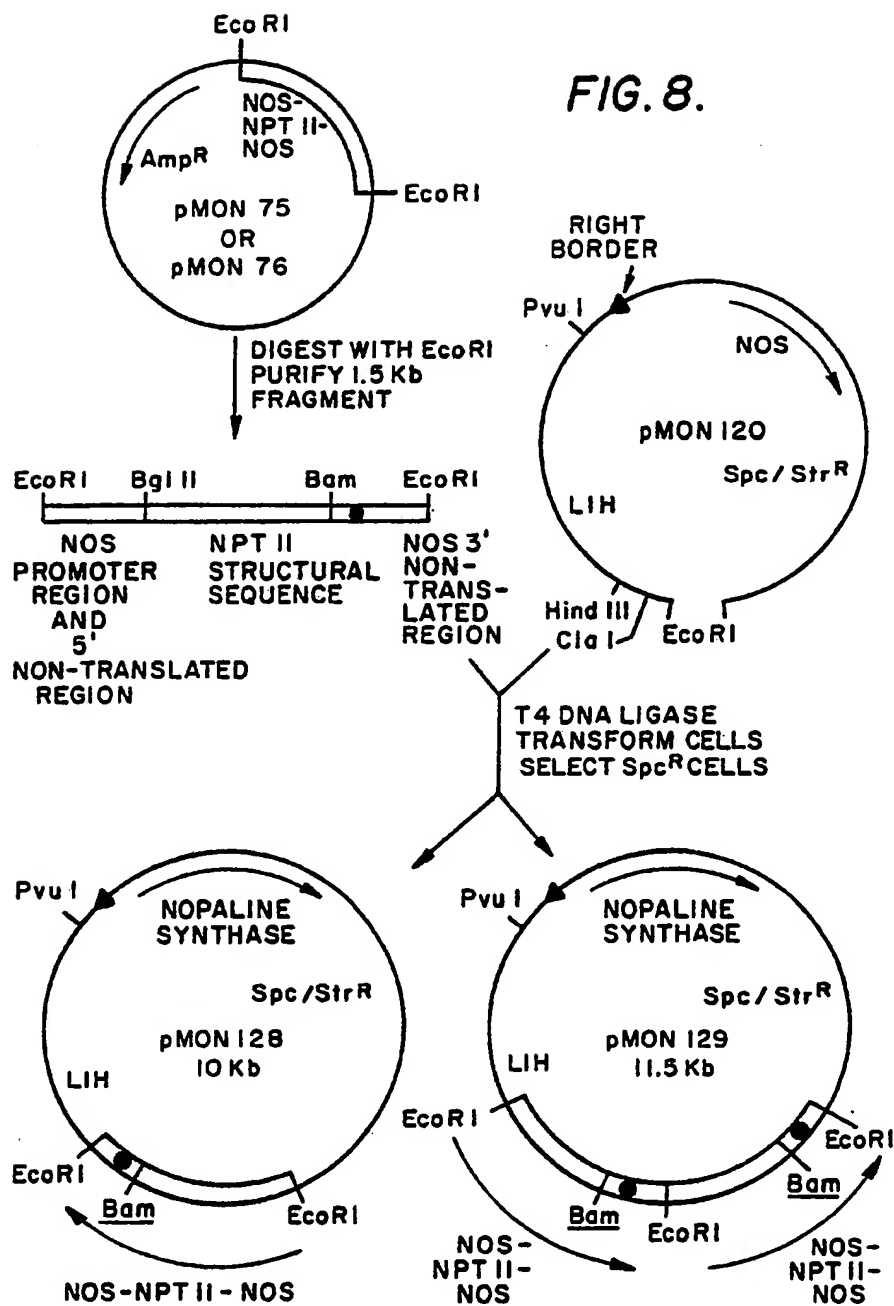 FIG. 8.
EcoRI
NOS-
NPT II-
NOS
AmpR
EcoRI
pMON 75
OR
pMON 76
DIGEST WITH EcoRI
PURIFY 1.5 Kb
FRAGMENT
RIGHT
BORDER
Pvu I
NOS
pMON 120
Spc/StrR
LIH
Hind III
Cla I
EcoRI
EcoRI
Bgl II
Bam
EcoRI
NOS
PROMOTER
REGION
AND
5'
NON-TRANSLATED
REGION
NPT II
STRUCTURAL
SEQUENCE
NOS 3'
NON-
TRANS-
LATED
REGION
T4 DNA LIGASE
TRANSFORM CELLS
SELECT SpcR CELLS
Pvu I
NOPALINE
SYNTHASE
Spc/StrR
pMON 128
10 Kb
LIH
EcoRI
Bam
EcoRI
NOS-NPT II-NOS
Pvu I
NOPALINE
SYNTHASE
Spc/StrR
pMON 129
11.5 Kb
LIH
EcoRI
Bam
EcoRI
Bam
EcoRI
NOS-
NPT II-
NOS
NOS-
NPT II-
NOS